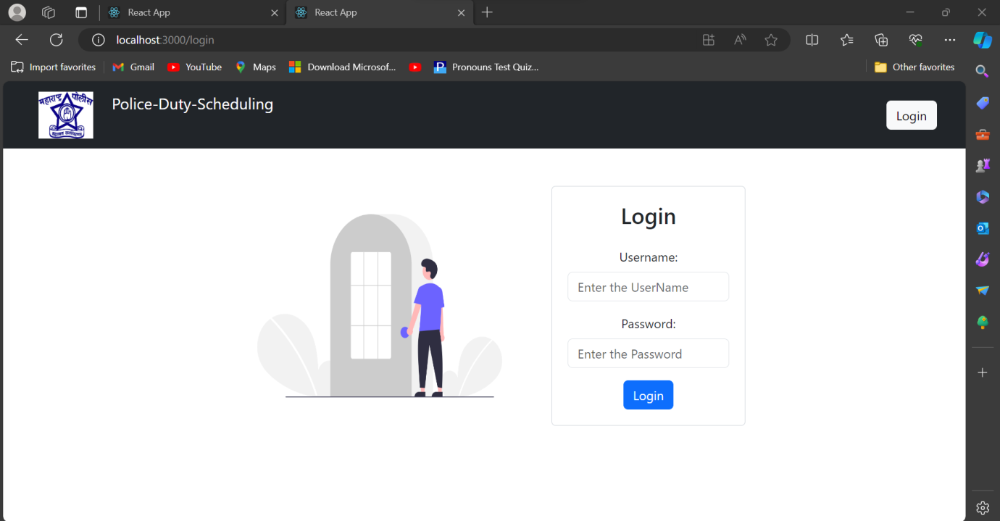 React App
React App
localhost:3000/login
Import favorites
Gmail
YouTube
Maps
Download Microsof...
Pronouns Test Quiz...
Other favorites
महाराष्ट्र पोलीस
Police-Duty-Scheduling
Login
Login
Username:
Enter the UserName
Password:
Enter the Password
Login